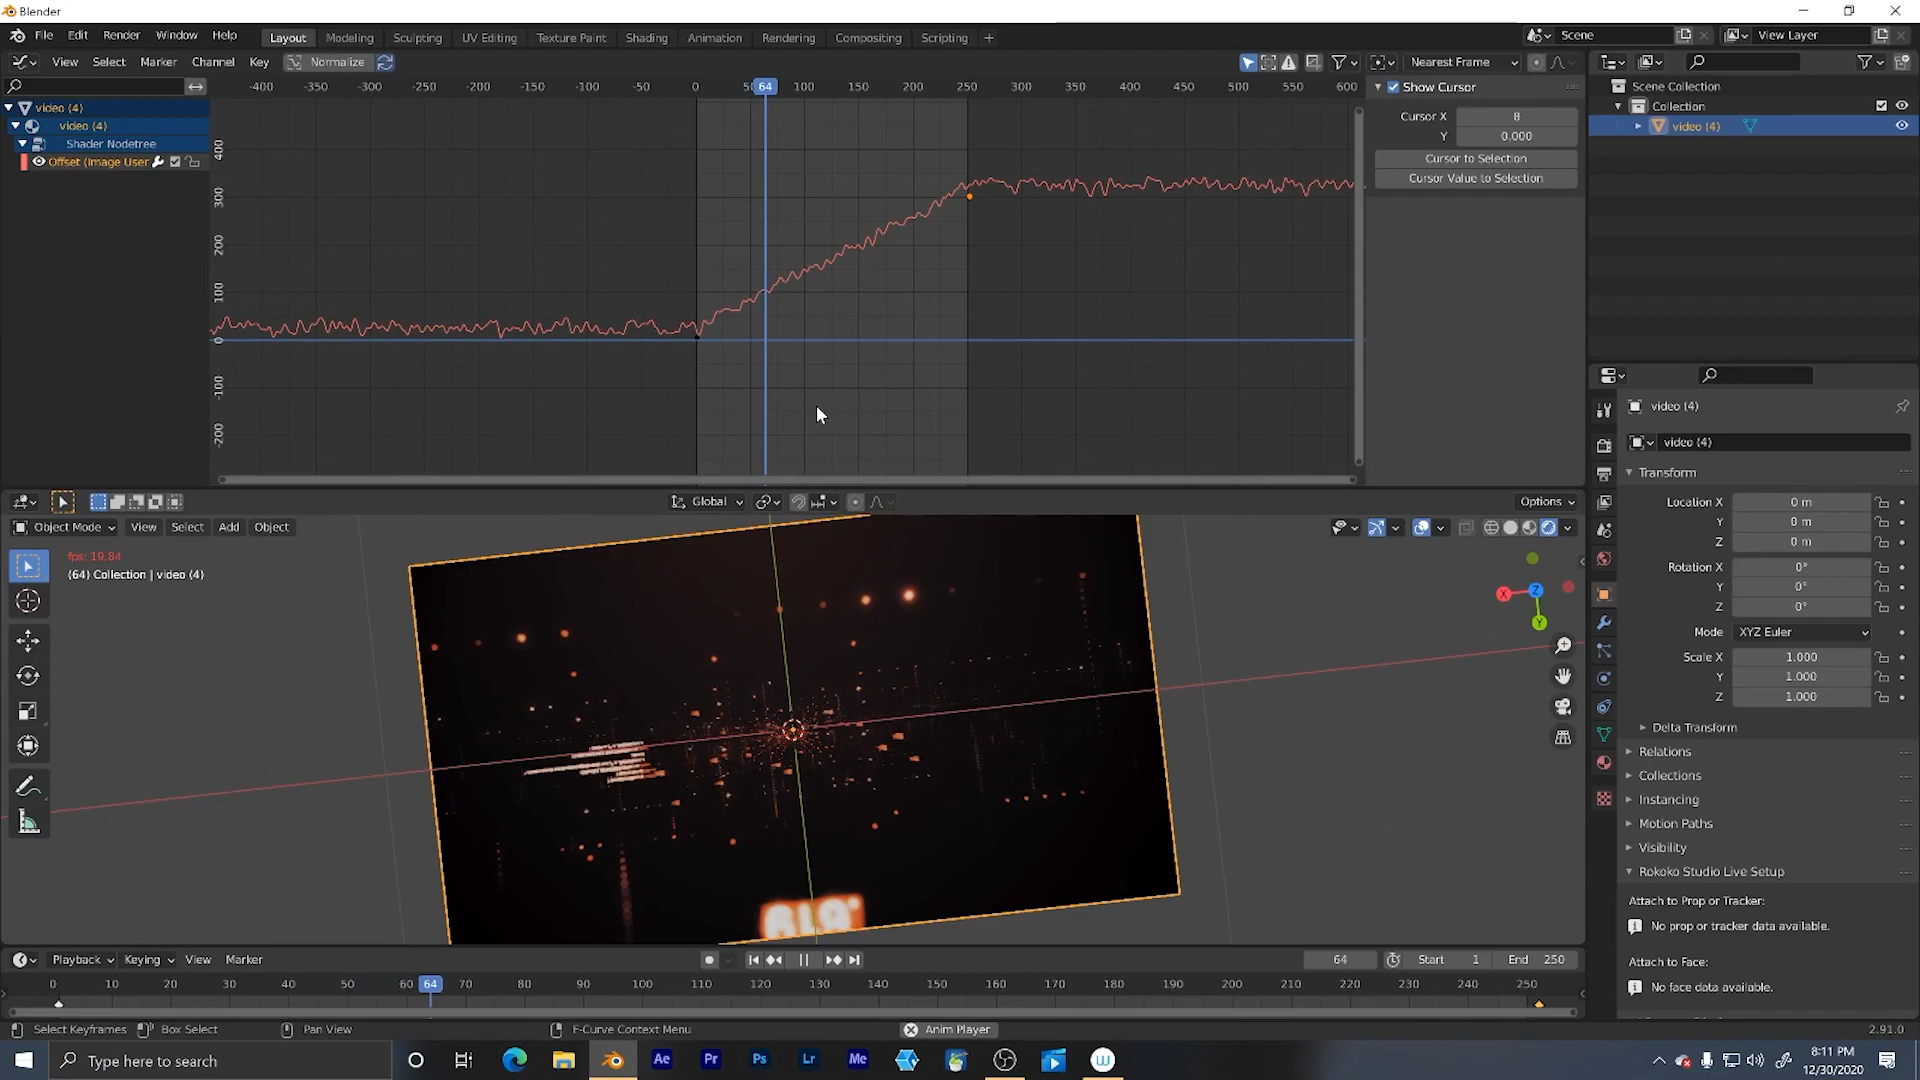 Blender
File Edit Render Window Help Layout Modeling Sculpting UV Editing Texture Paint Shading Animation Rendering Compositing Scripting + Scene View Layer
View Select Marker Channel Key Normalize Nearest Frame
-400 -350 -300 -250 -200 -150 -100 -50 0 50 64 100 150 200 250 300 350 400 450 500 550 600 Show Cursor Scene Collection
video (4) Collection
video (4) Cursor X 8 video (4)
Shader Nodetree Y 0.000
Offset (Image User
Cursor to Selection
Cursor Value to Selection
400
300
200
100
0
-100
-200
video (4)
video (4)
Transform
Location X 0 m
Y 0 m
Z 0 m
Rotation X 0°
Y 0°
Z 0°
Mode XYZ Euler
Scale X 1.000
Y 1.000
Z 1.000
Delta Transform
Relations
Collections
Instancing
Motion Paths
Visibility
Rokoko Studio Live Setup
Attach to Prop or Tracker:
No prop or tracker data available.
Attach to Face:
No face data available.
Global Options
Object Mode View Select Add Object
fps: 19.84
(64) Collection | video (4)
X Z Y
Playback Keying View Marker 64 Start 1 End 250
0 10 20 30 40 50 60 64 70 80 90 100 110 120 130 140 150 160 170 180 190 200 210 220 230 240 250
Select Keyframes Box Select Pan View F-Curve Context Menu Anim Player 2.91.0
Type here to search Ae Pr Ps Lr Me W 8:11 PM
12/30/2020